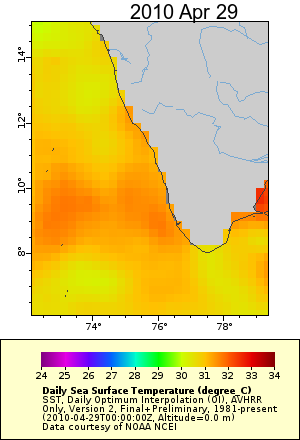 2010 Apr 29
14°
12°
10°
8°
74°
76°
78°
24 25 26 27 28 29 30 31 32 33 34
Daily Sea Surface Temperature (degree_C)
SST, Daily Optimum Interpolation (OI), AVHRR
Only, Version 2, Final+Preliminary, 1981-present
(2010-04-29T00:00:00Z, Altitude=0.0 m)
Data courtesy of NOAA NCEI